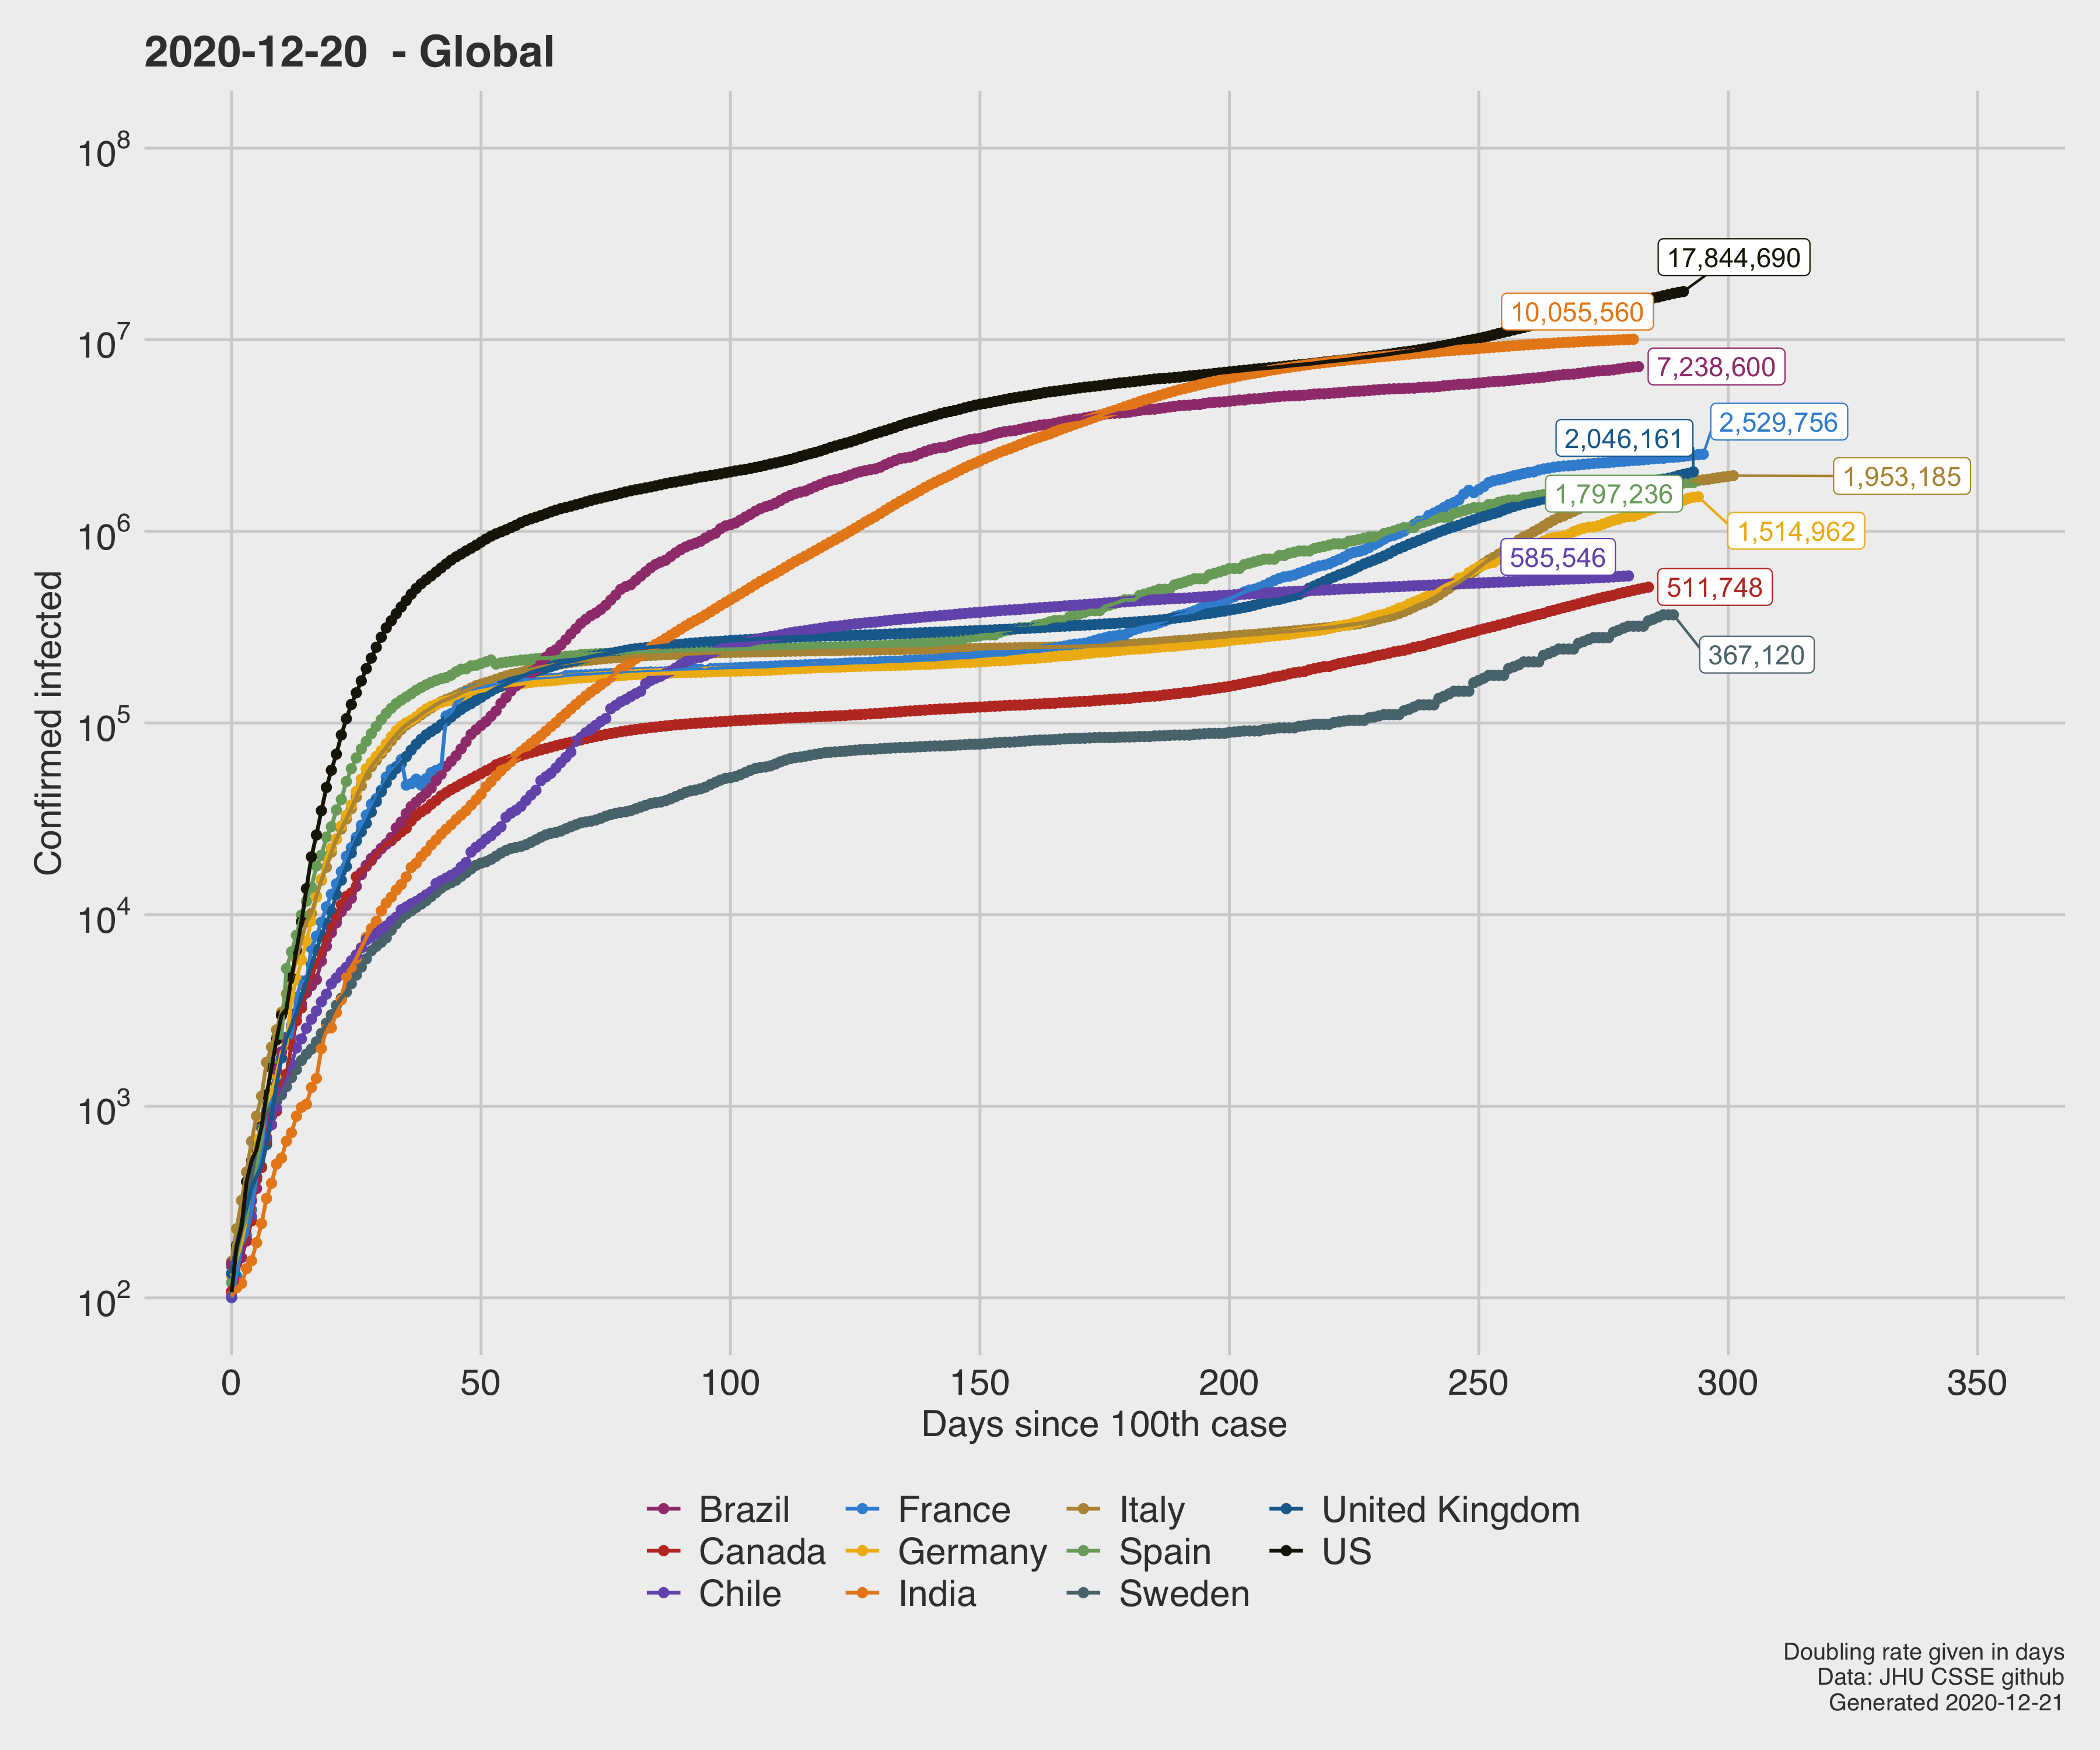 2020-12-20  - Global
Confirmed infected
10^8
10^7
10^6
10^5
10^4
10^3
10^2
17,844,690
10,055,560
7,238,600
2,529,756
2,046,161
1,953,185
1,797,236
1,514,962
585,546
511,748
367,120
0 50 100 150 200 250 300 350
Days since 100th case
Brazil France Italy United Kingdom
Canada Germany Spain US
Chile India Sweden
Doubling rate given in days
Data: JHU CSSE github
Generated 2020-12-21